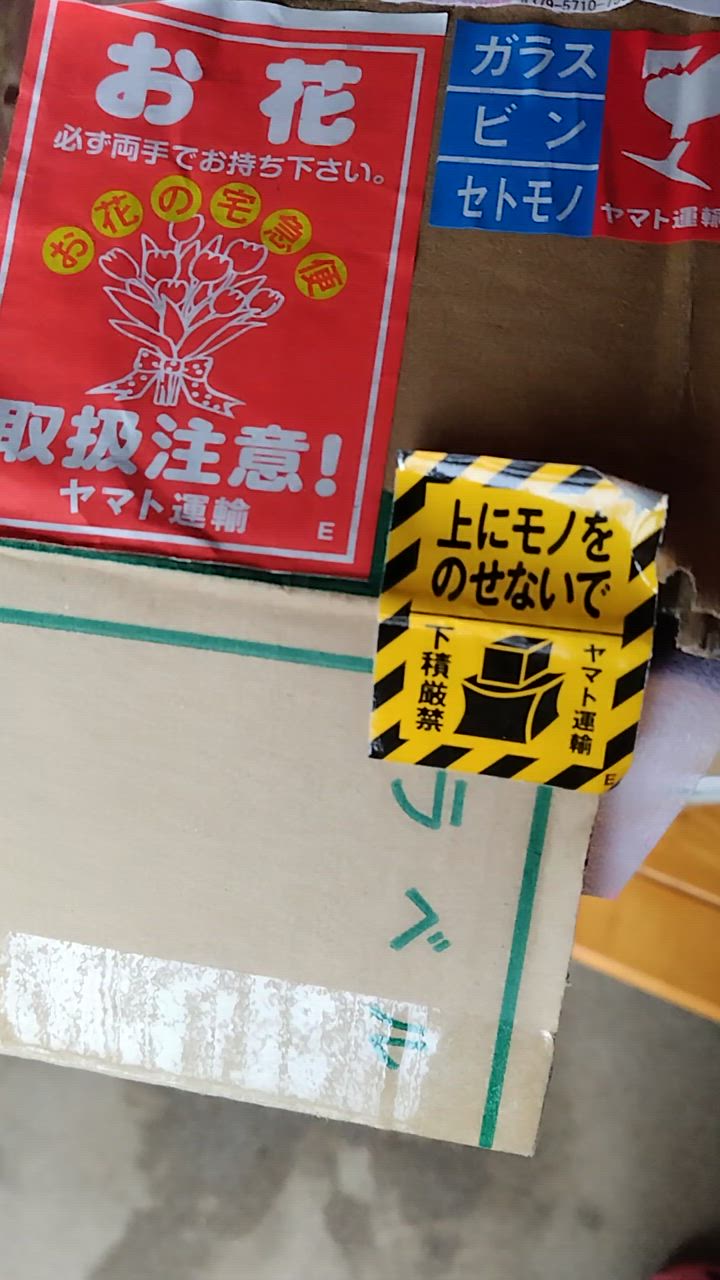 お花
必ず両手でお持ち下さい。
お花の宅急便
取扱注意!
ヤマト運輸
E
ガラス
ビン
セトモノ
ヤマト運輸
上にモノを
のせないで
下積厳禁
ヤマト運輸
E
ラベル